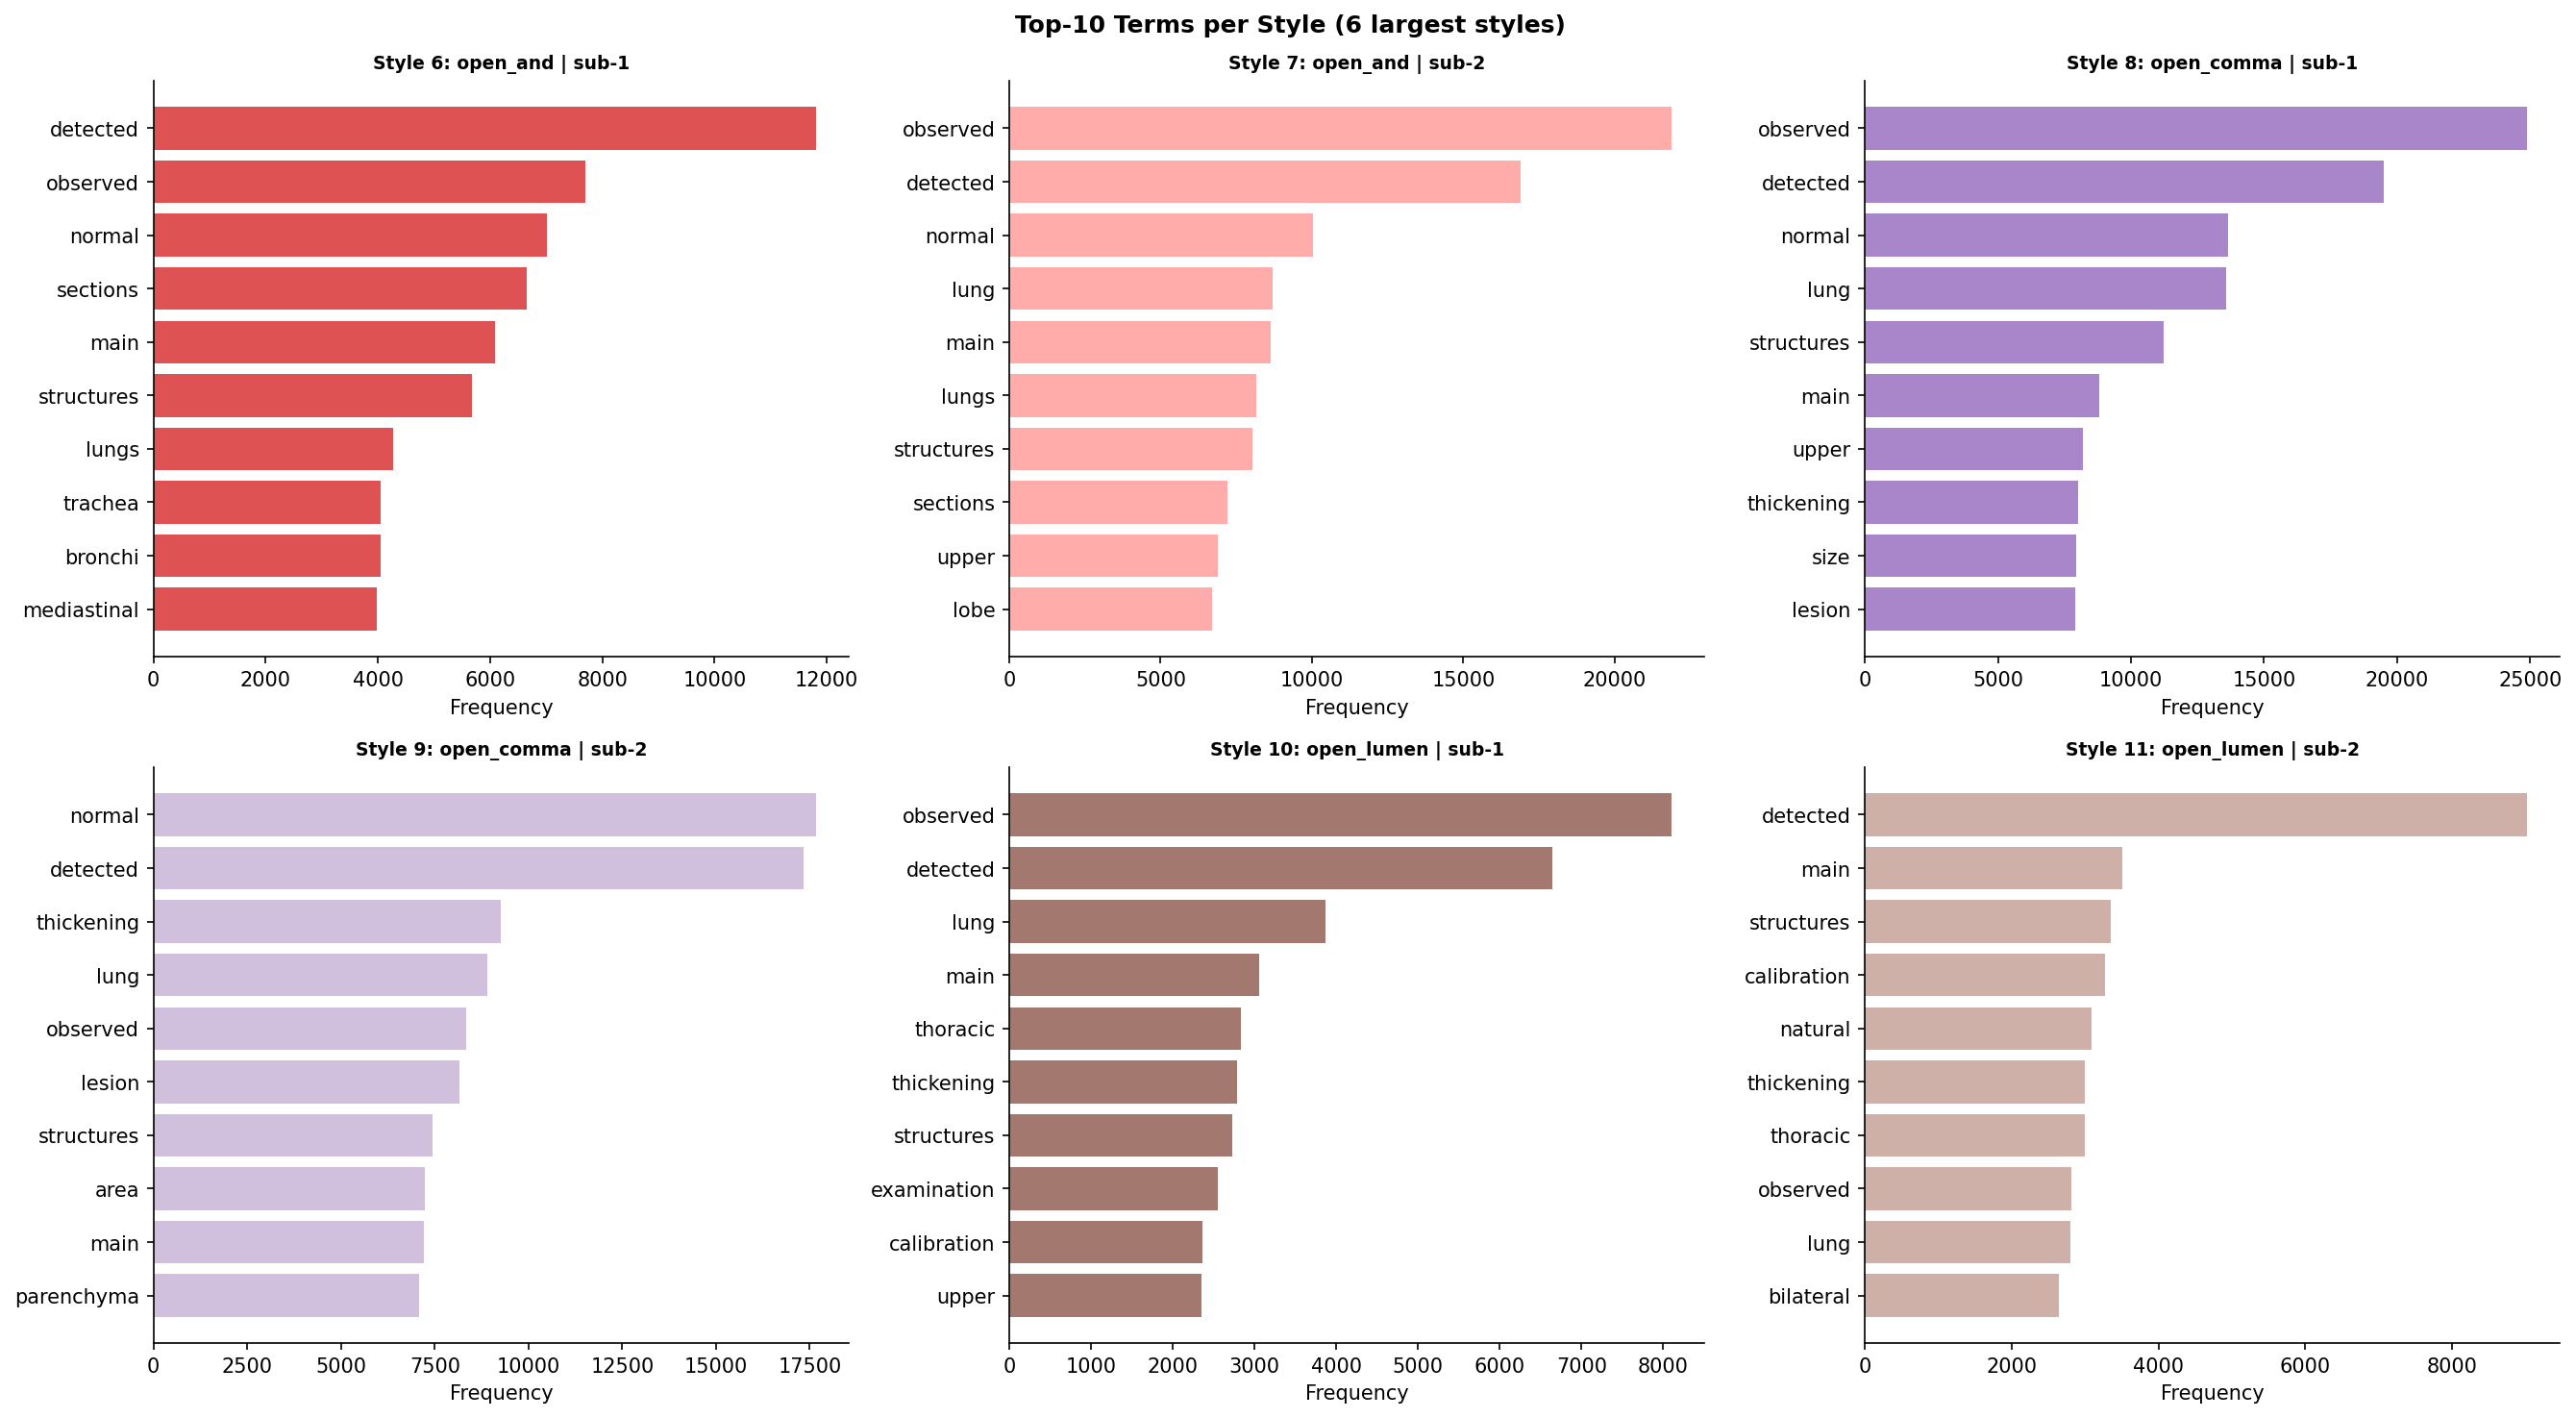 Top-10 Terms per Style (6 largest styles)
Style 6: open_and | sub-1
detected
observed
normal
sections
main
structures
lungs
trachea
bronchi
mediastinal
0 2000 4000 6000 8000 10000 12000
Frequency
Style 7: open_and | sub-2
observed
detected
normal
lung
main
lungs
structures
sections
upper
lobe
0 5000 10000 15000 20000
Frequency
Style 8: open_comma | sub-1
observed
detected
normal
lung
structures
main
upper
thickening
size
lesion
0 5000 10000 15000 20000 25000
Frequency
Style 9: open_comma | sub-2
normal
detected
thickening
lung
observed
lesion
structures
area
main
parenchyma
0 2500 5000 7500 10000 12500 15000 17500
Frequency
Style 10: open_lumen | sub-1
observed
detected
lung
main
thoracic
thickening
structures
examination
calibration
upper
0 1000 2000 3000 4000 5000 6000 7000 8000
Frequency
Style 11: open_lumen | sub-2
detected
main
structures
calibration
natural
thickening
thoracic
observed
lung
bilateral
0 2000 4000 6000 8000
Frequency